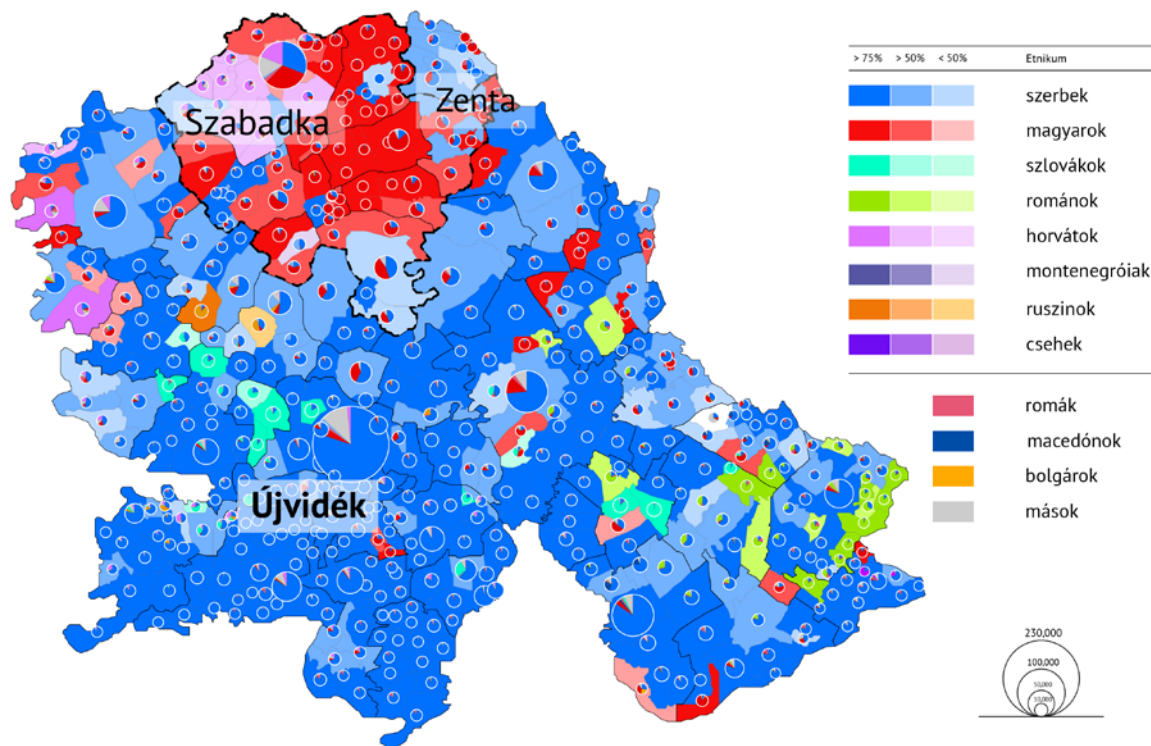 Szabadka
Zenta
Újvidék
> 75% > 50% < 50% Etnikum
szerbek
magyarok
szlovákok
románok
horvátok
montenegróiak
ruszinok
csehek
romák
macedónok
bolgárok
mások
230,000
100,000
50,000
10,000